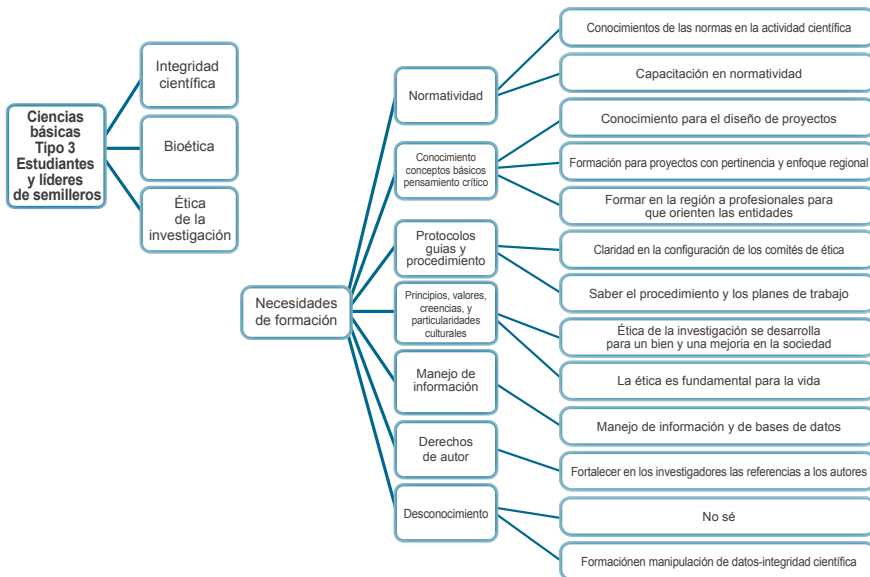 Ciencias
básicas
Tipo 3
Estudiantes
y líderes
de semilleros
Integridad
científica
Bioética
Ética
de la
investigación
Necesidades
de formación
Normatividad
Conocimientos de las normas en la actividad científica
Capacitación en normatividad
Conocimiento
conceptos básicos
pensamiento crítico
Conocimiento para el diseño de proyectos
Formación para proyectos con pertinencia y enfoque regional
Formar en la región a profesionales para
que orienten las entidades
Protocolos
guias y
procedimiento
Claridad en la configuración de los comités de ética
Saber el procedimiento y los planes de trabajo
Principios, valores,
creencias, y
particularidades
culturales
Ética de la investigación se desarrolla
para un bien y una mejoria en la sociedad
La ética es fundamental para la vida
Manejo de
información
Manejo de información y de bases de datos
Derechos
de autor
Fortalecer en los investigadores las referencias a los autores
Desconocimiento
No sé
Formaciónen manipulación de datos-integridad científica